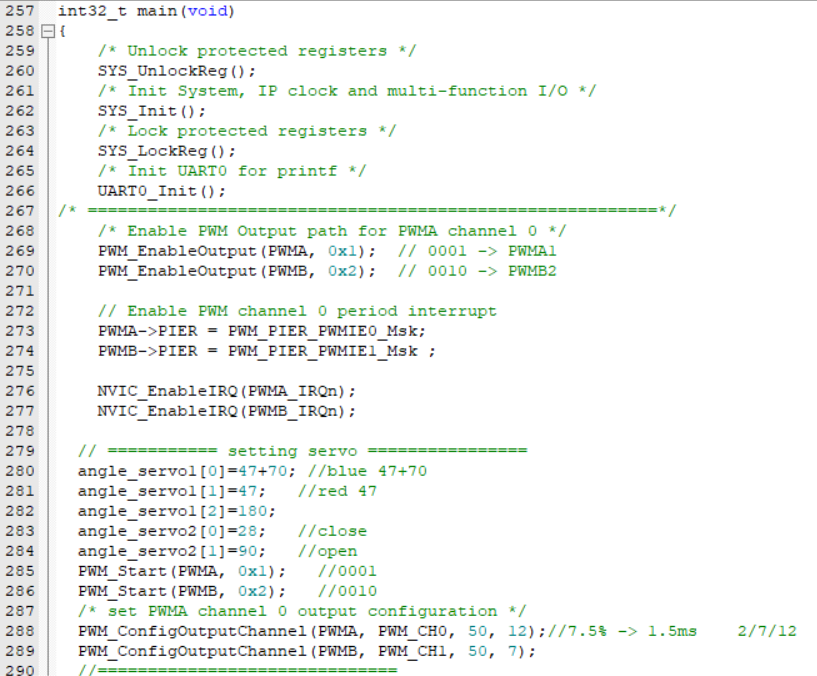 257 int32_t main(void)
258 {
259 /* Unlock protected registers */
260 SYS_UnlockReg();
261 /* Init System, IP clock and multi-function I/O */
262 SYS_Init();
263 /* Lock protected registers */
264 SYS_LockReg();
265 /* Init UART0 for printf */
266 UART0_Init();
267 /* =========================================================*/
268 /* Enable PWM Output path for PWMA channel 0 */
269 PWM_EnableOutput(PWMA, 0x1); // 0001 -> PWMA1
270 PWM_EnableOutput(PWMB, 0x2); // 0010 -> PWMB2
271
272 // Enable PWM channel 0 period interrupt
273 PWMA->PIER = PWM_PIER_PWMIE0_Msk;
274 PWMB->PIER = PWM_PIER_PWMIE1_Msk ;
275
276 NVIC_EnableIRQ(PWMA_IRQn);
277 NVIC_EnableIRQ(PWMB_IRQn);
278
279 // =========== setting servo ================
280 angle_servo1[0]=47+70; //blue 47+70
281 angle_servo1[1]=47; //red 47
282 angle_servo1[2]=180;
283 angle_servo2[0]=28; //close
284 angle_servo2[1]=90; //open
285 PWM_Start(PWMA, 0x1); //0001
286 PWM_Start(PWMB, 0x2); //0010
287 /* set PWMA channel 0 output configuration */
288 PWM_ConfigOutputChannel(PWMA, PWM_CH0, 50, 12);//7.5% -> 1.5ms 2/7/12
289 PWM_ConfigOutputChannel(PWMB, PWM_CH1, 50, 7);
290 //==============================